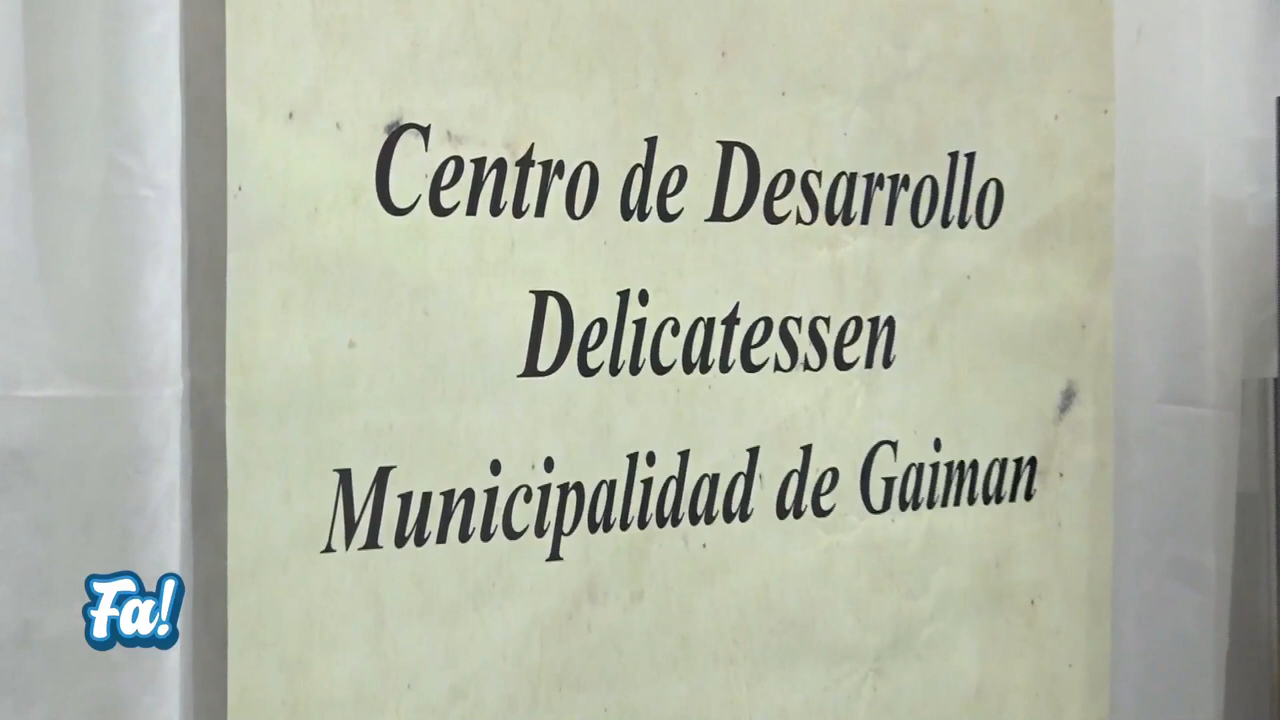 Centro de Desarrollo
Delicatessen
Municipalidad de Gaiman
Fa!